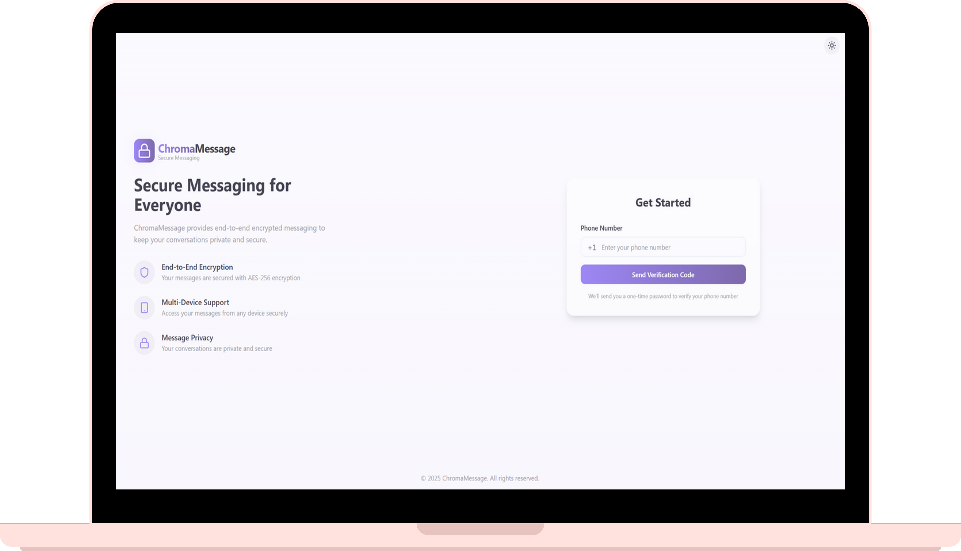 ChromaMessage
Secure Messaging
Secure Messaging for
Everyone
ChromaMessage provides end-to-end encrypted messaging to
keep your conversations private and secure.
End-to-End Encryption
Your messages are secured with AES-256 encryption
Multi-Device Support
Access your messages from any device securely
Message Privacy
Your conversations are private and secure
Get Started
Phone Number
+1 Enter your phone number
Send Verification Code
We'll send you a one-time password to verify your phone number
© 2025 ChromaMessage. All rights reserved.